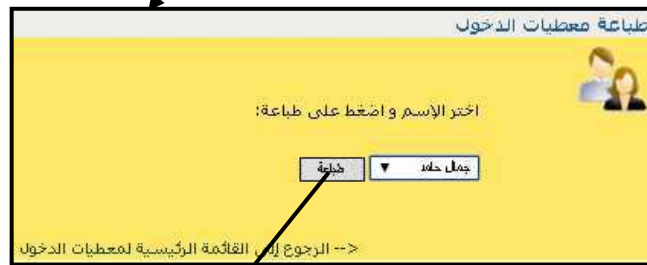 طباعة معطيات الدخول
اختر الإسم و اضغط على طباعة:
جمال حامد
طباعة
<-- الرجوع إلى القائمة الرئيسية لمعطيات الدخول